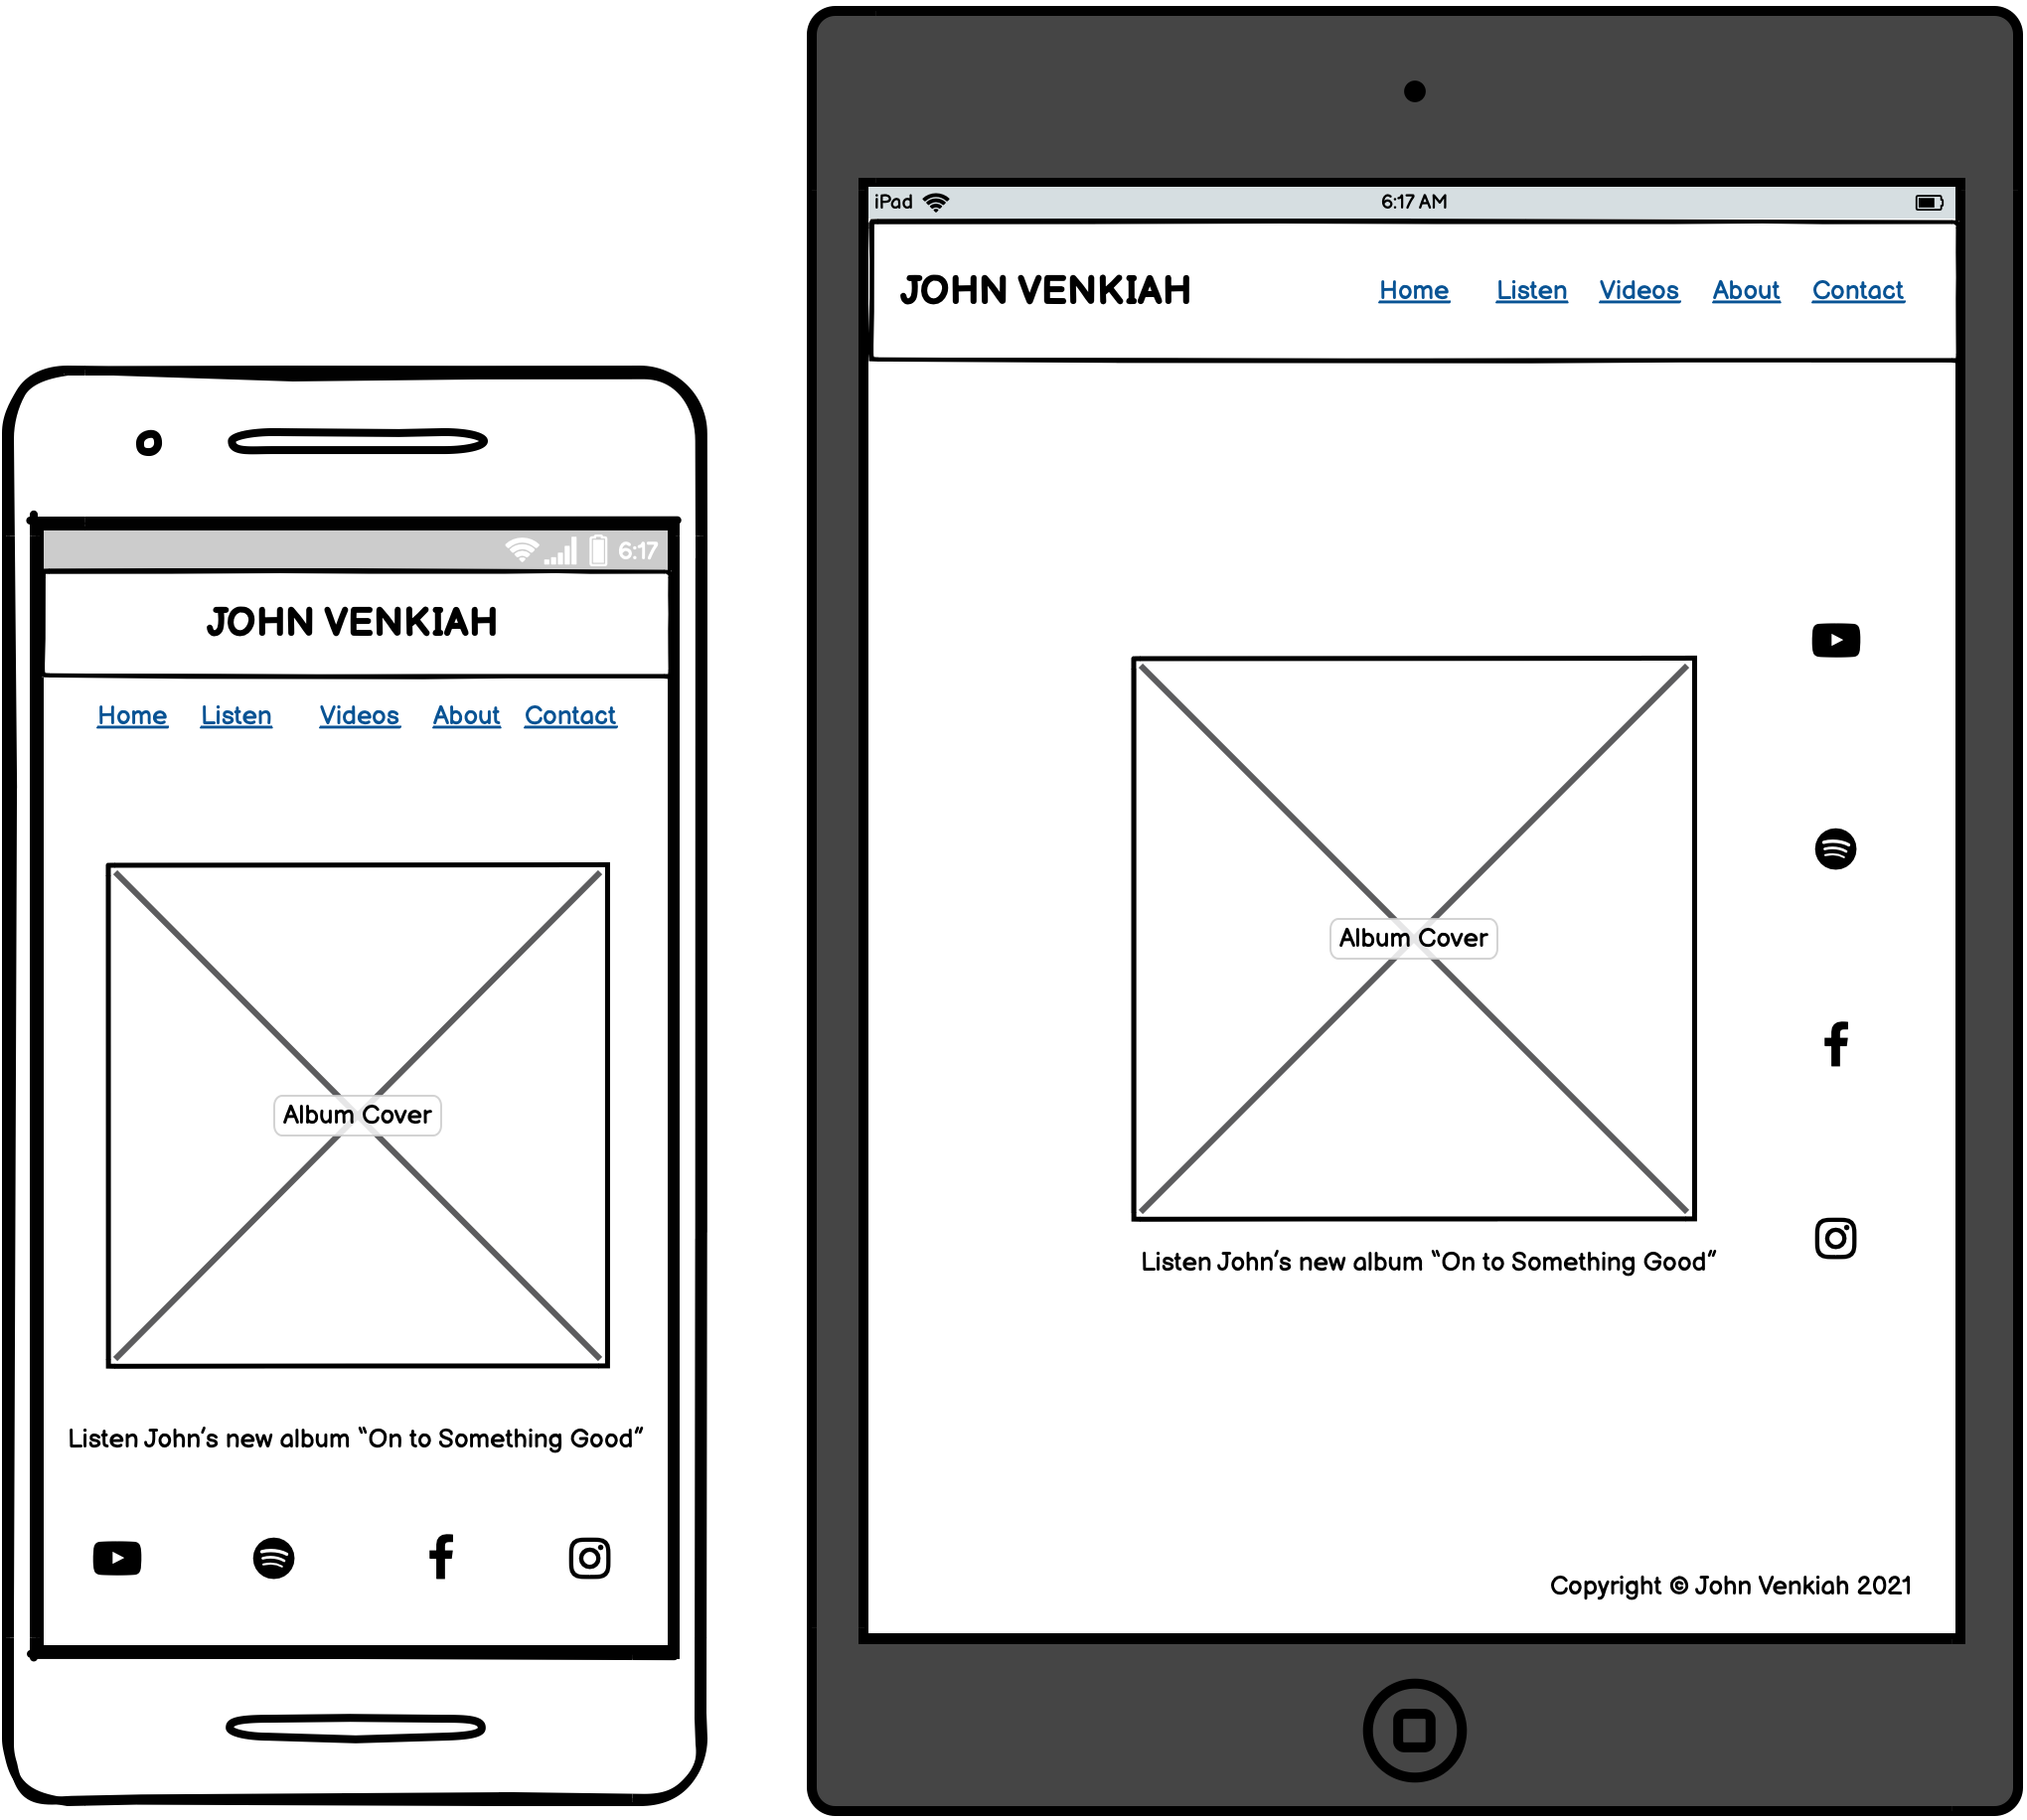 6:17
JOHN VENKIAH
Home Listen Videos About Contact
Album Cover
Listen John's new album "On to Something Good"
iPad 6:17 AM
JOHN VENKIAH Home Listen Videos About Contact
Album Cover
Listen John's new album "On to Something Good"
Copyright © John Venkiah 2021